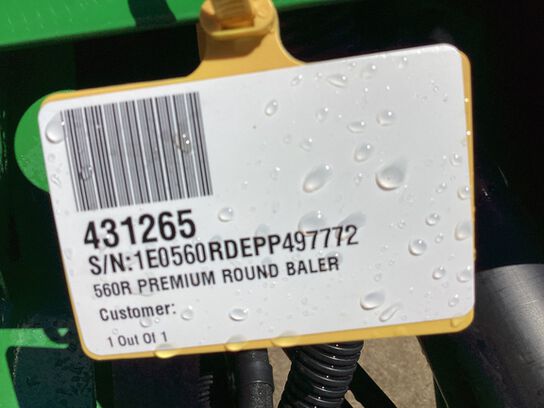 431265
S/N:1E0560RDEPP497772
560R PREMIUM ROUND BALER
Customer:
1 Out Of 1